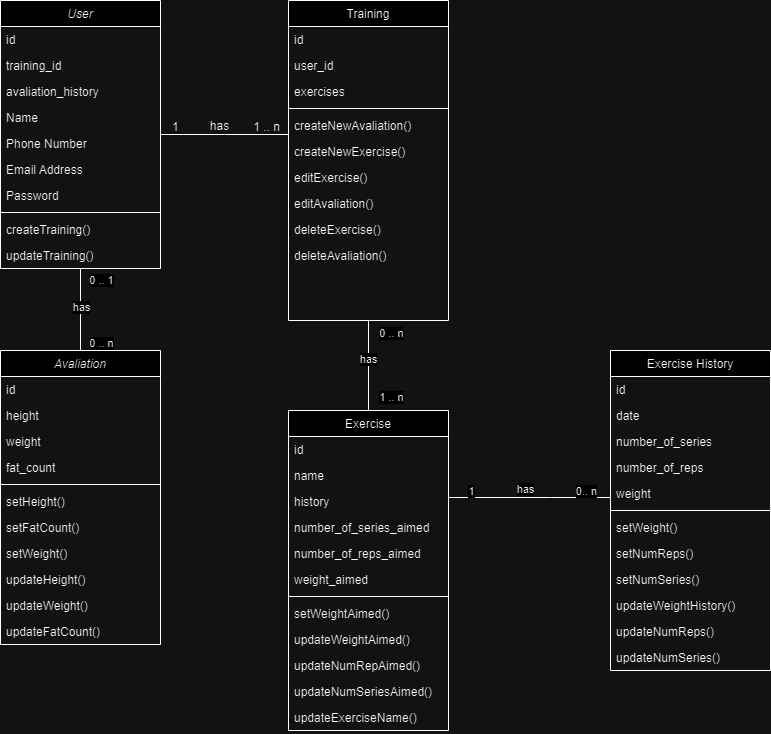 User
id
training_id
avaliation_history
Name
Phone Number
Email Address
Password
createTraining()
updateTraining()
1 has 1 .. n
Training
id
user_id
exercises
createNewAvaliation()
createNewExercise()
editExercise()
editAvaliation()
deleteExercise()
deleteAvaliation()
0 .. 1
has
0 .. n
Avaliation
id
height
weight
fat_count
setHeight()
setFatCount()
setWeight()
updateHeight()
updateWeight()
updateFatCount()
0 .. n
has
1 .. n
Exercise
id
name
history
number_of_series_aimed
number_of_reps_aimed
weight_aimed
setWeightAimed()
updateWeightAimed()
updateNumRepAimed()
updateNumSeriesAimed()
updateExerciseName()
1 has 0.. n
Exercise History
id
date
number_of_series
number_of_reps
weight
setWeight()
setNumReps()
setNumSeries()
updateWeightHistory()
updateNumReps()
updateNumSeries()